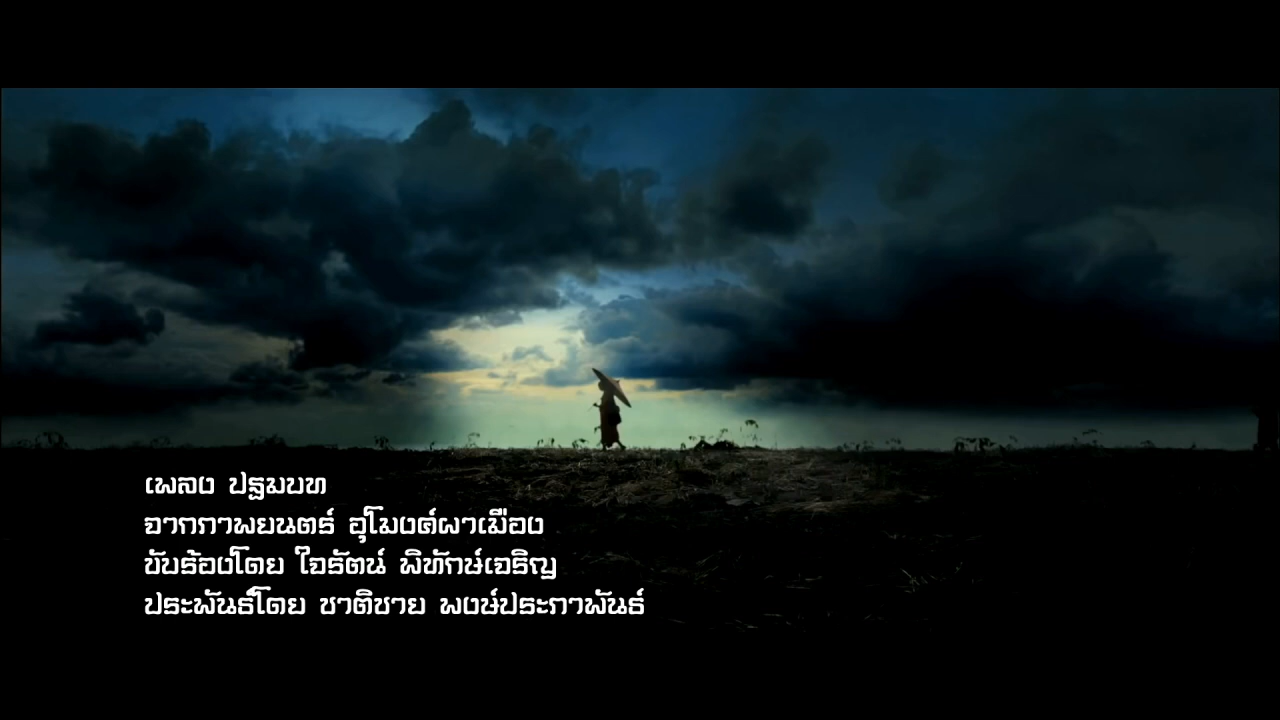 เพลง ปฐมบท
จากภาพยนตร์ อุโมงค์ผาเมือง
ขับร้องโดย ใจรัตน์ พิทักษ์เจริญ
ประพันธ์โดย ชาติชาย พงษ์ประภาพันธ์